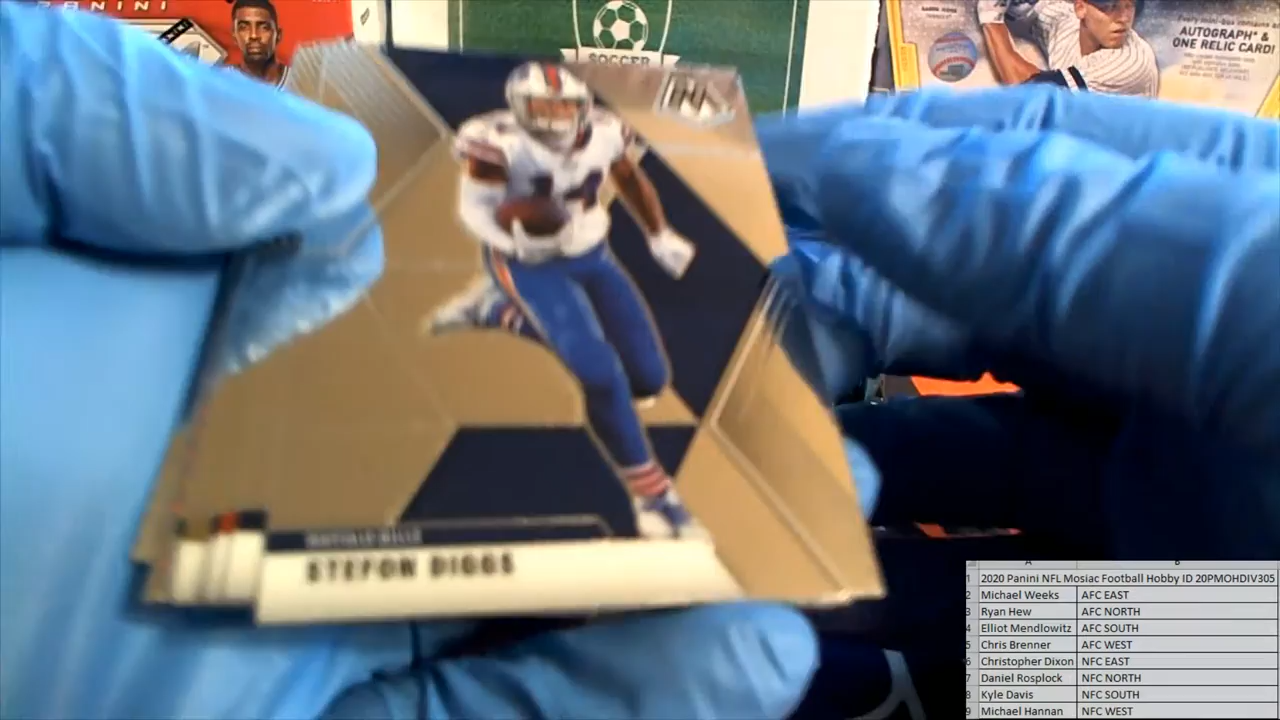 PANINI
SOCCER
AUTOGRAPH &
ONE RELIC CARD!
14
BUFFALO BILLS
STEFON DIGGS
A B
1 2020 Panini NFL Mosiac Football Hobby ID 20PMOHDIV305
2 Michael Weeks AFC EAST
3 Ryan Hew AFC NORTH
4 Elliot Mendlowitz AFC SOUTH
5 Chris Brenner AFC WEST
6 Christopher Dixon NFC EAST
7 Daniel Rosplock NFC NORTH
8 Kyle Davis NFC SOUTH
9 Michael Hannan NFC WEST